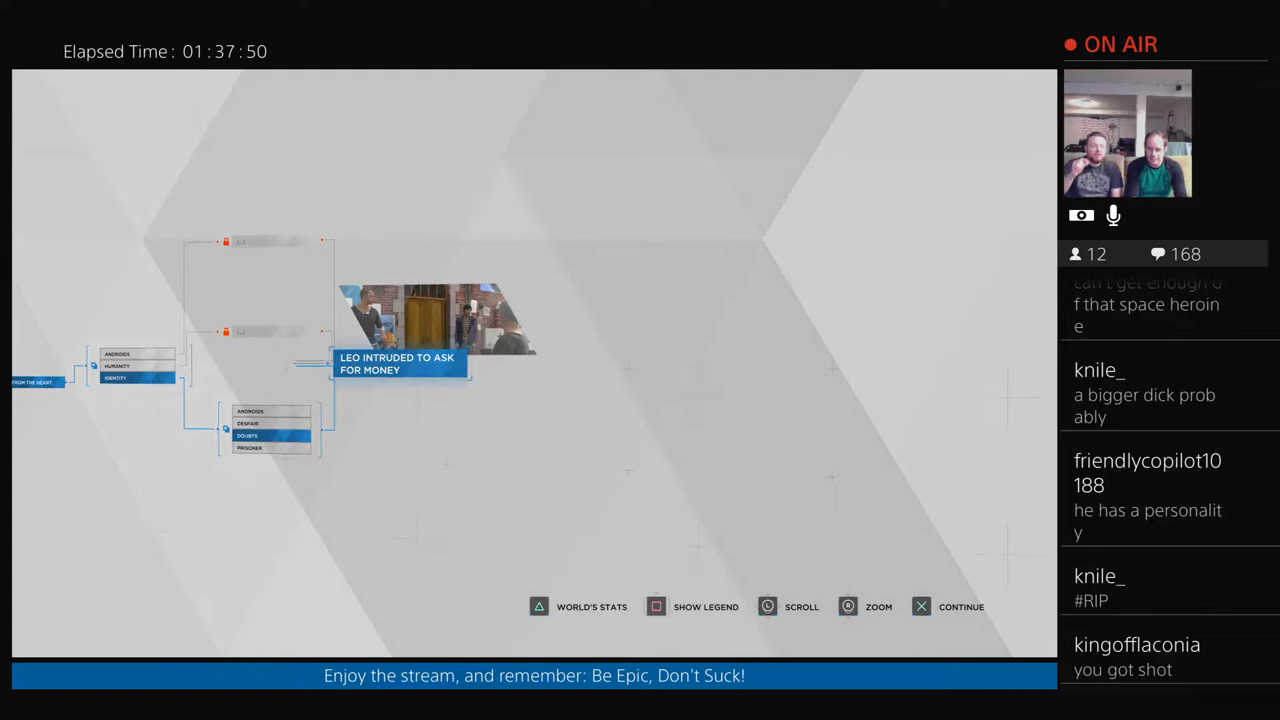 Elapsed Time: 01:37:50
ON AIR
12
168
can't get enough o
f that space heroin
e
knile_
a bigger dick prob
ably
friendlycopilot10
188
he has a personalit
y
knile_
#RIP
kingofflaconia
you got shot
FROM THE HEART
ANDROIDS
HUMANITY
IDENTITY
ANDROIDS
DESPAIR
DOUBTS
PRISONER
LEO INTRUDED TO ASK
FOR MONEY
WORLD'S STATS
SHOW LEGEND
L
SCROLL
R
ZOOM
CONTINUE
Enjoy the stream, and remember: Be Epic, Don't Suck!